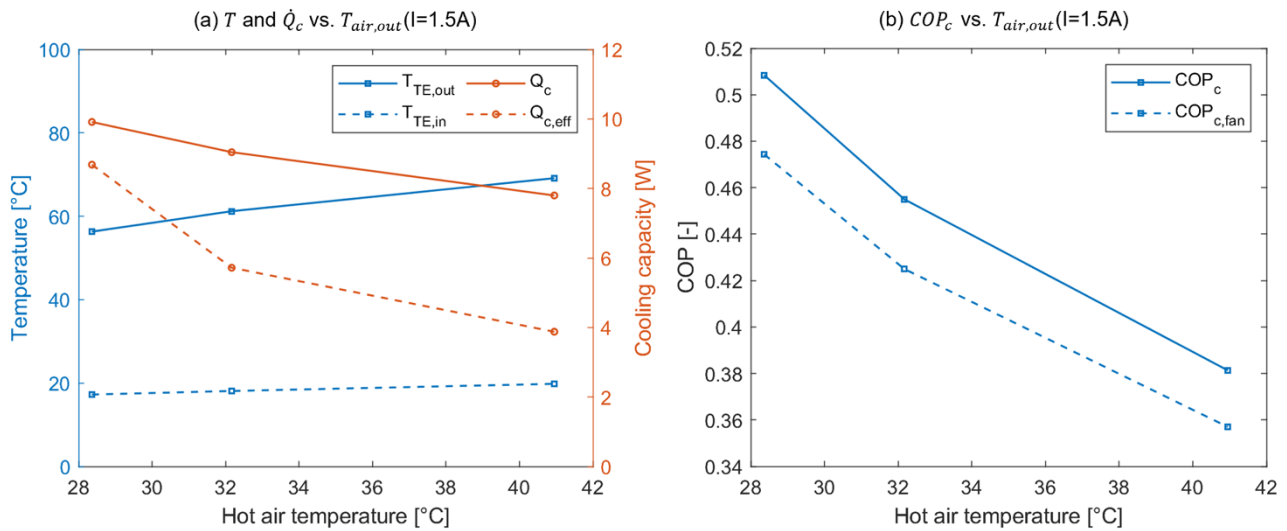 (a) T and Q̇c vs. Tair,out(I=1.5A)
100
80
60
40
20
0
Temperature [°C]
12
10
8
6
4
2
0
Cooling capacity [W]
TTE,out
Qc
TTE,in
Qc,eff
28 30 32 34 36 38 40 42
Hot air temperature [°C]
(b) COPc vs. Tair,out(I=1.5A)
0.52
0.5
0.48
0.46
0.44
0.42
0.4
0.38
0.36
0.34
COP [-]
COPc
COPc,fan
28 30 32 34 36 38 40 42
Hot air temperature [°C]